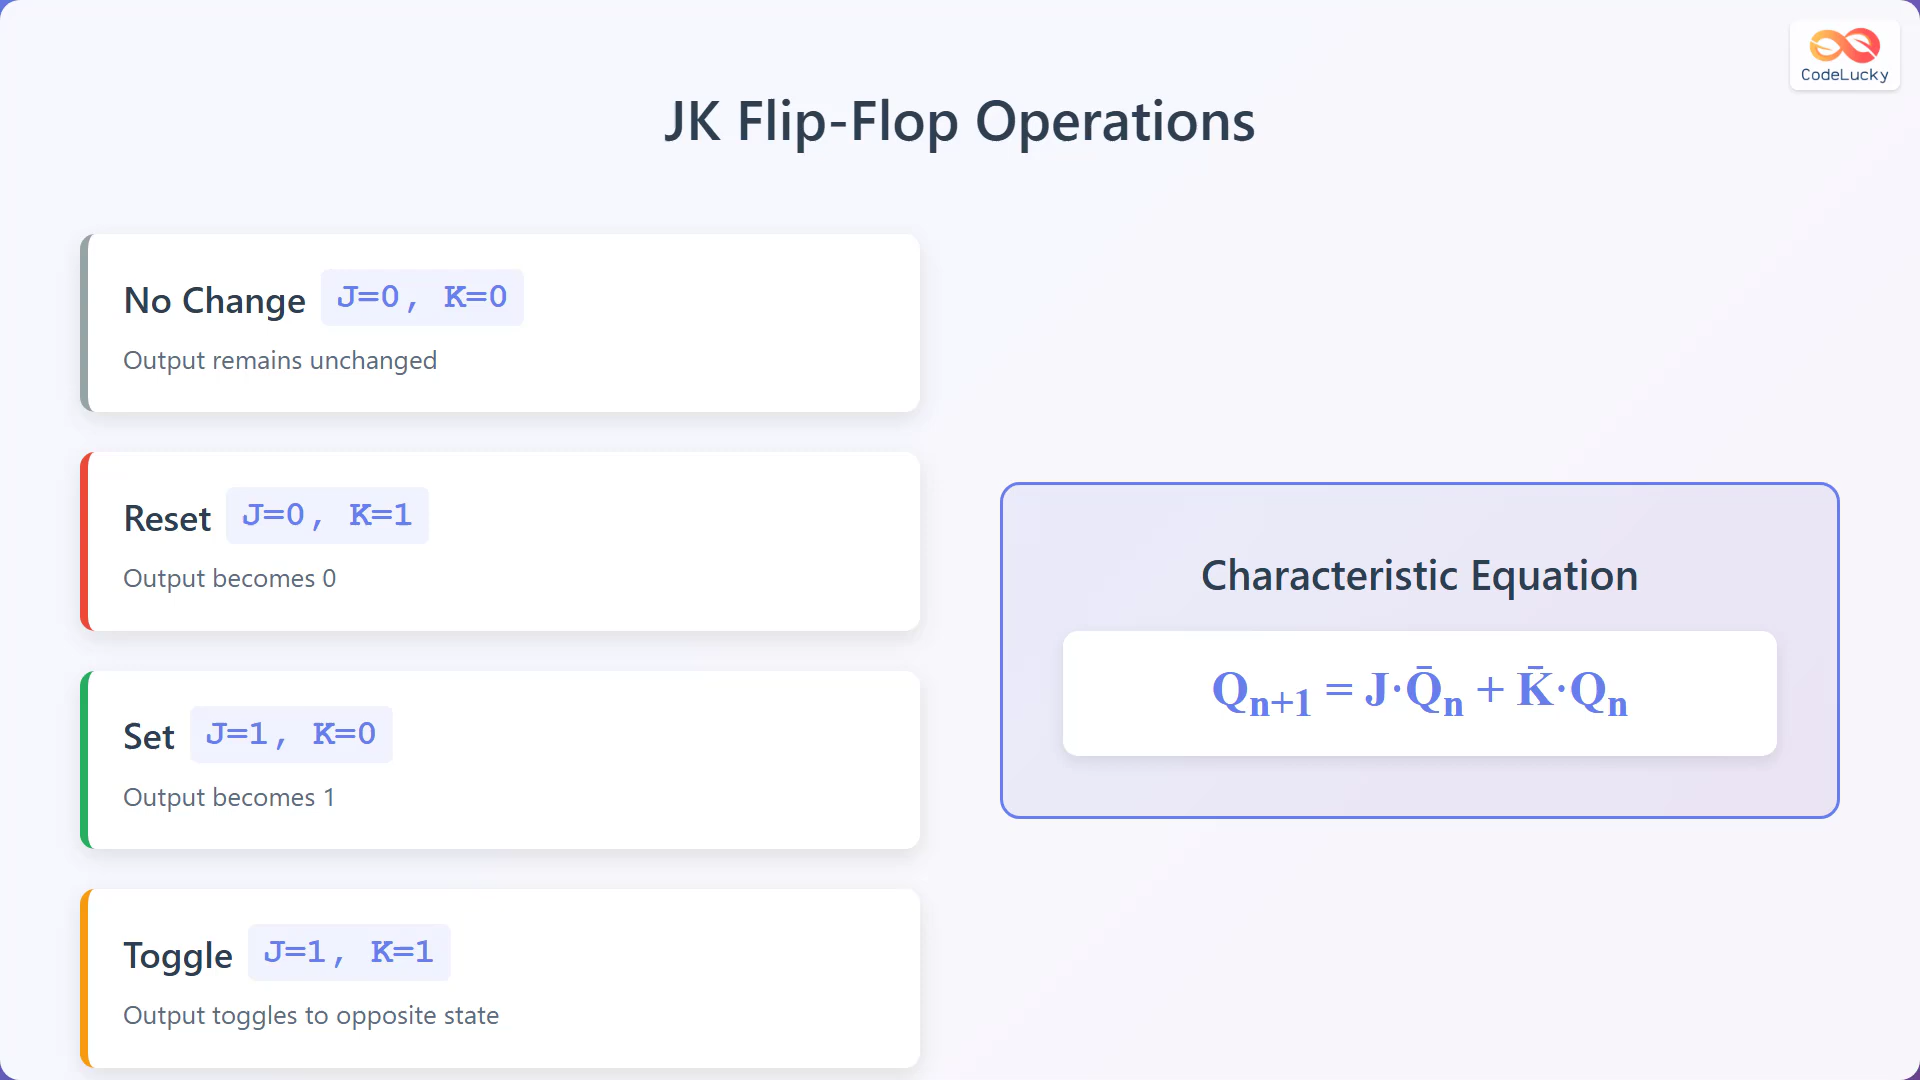 CodeLucky
JK Flip-Flop Operations
No Change J=0, K=0
Output remains unchanged
Reset J=0, K=1
Output becomes 0
Set J=1, K=0
Output becomes 1
Toggle J=1, K=1
Output toggles to opposite state
Characteristic Equation
Qₙ₊₁ = J·Q̄ₙ + K̄·Qₙ